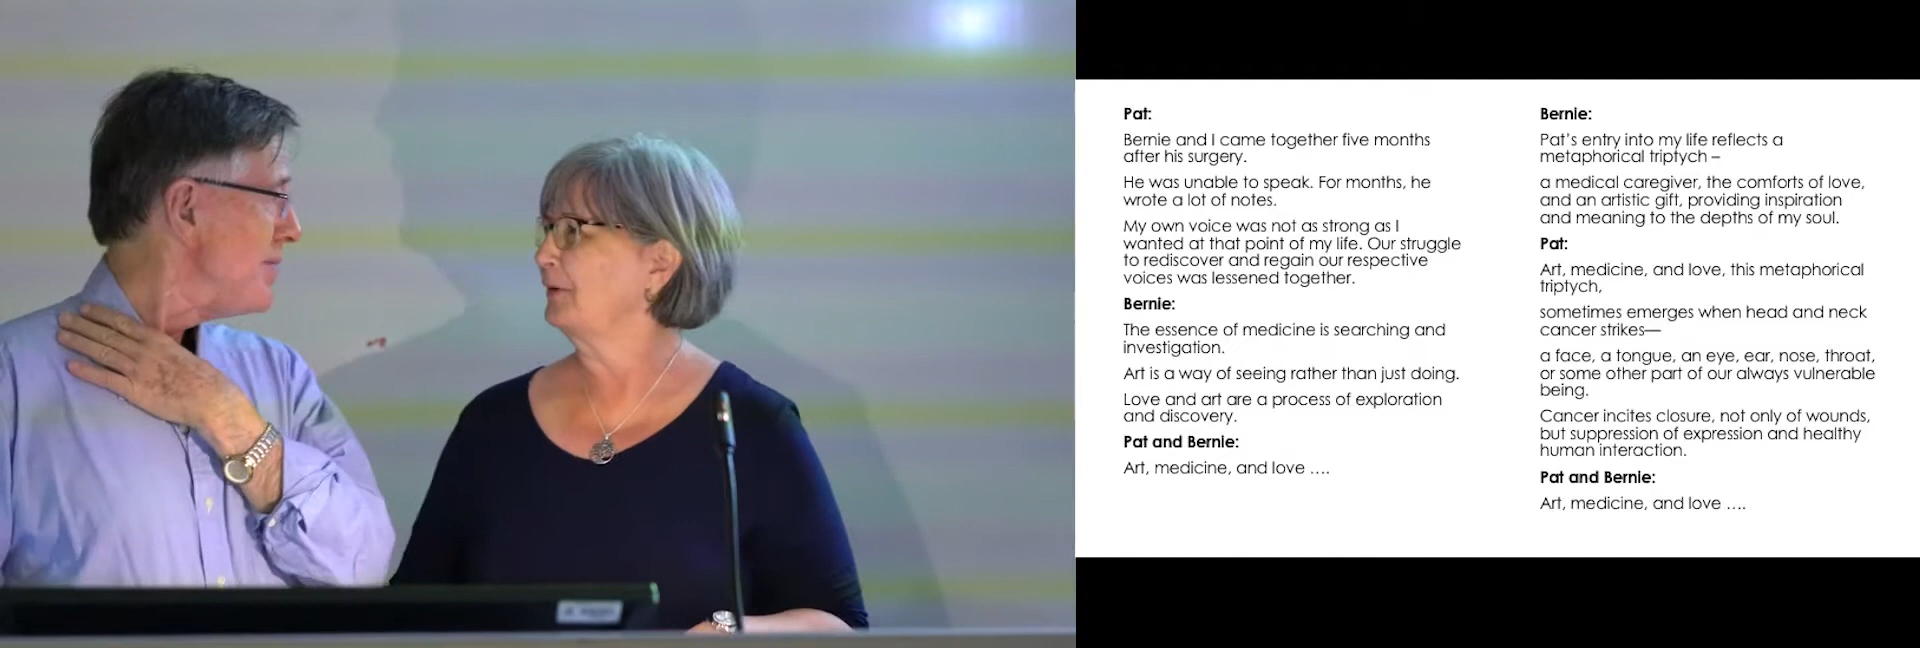 Pat:
Bernie and I came together five months
after his surgery.
He was unable to speak. For months, he
wrote a lot of notes.
My own voice was not as strong as I
wanted at that point of my life. Our struggle
to rediscover and regain our respective
voices was lessened together.
Bernie:
The essence of medicine is searching and
investigation.
Art is a way of seeing rather than just doing.
Love and art are a process of exploration
and discovery.
Pat and Bernie:
Art, medicine, and love ....
Bernie:
Pat's entry into my life reflects a
metaphorical triptych –
a medical caregiver, the comforts of love,
and an artistic gift, providing inspiration
and meaning to the depths of my soul.
Pat:
Art, medicine, and love, this metaphorical
triptych,
sometimes emerges when head and neck
cancer strikes—
a face, a tongue, an eye, ear, nose, throat,
or some other part of our always vulnerable
being.
Cancer incites closure, not only of wounds,
but suppression of expression and healthy
human interaction.
Pat and Bernie:
Art, medicine, and love ....